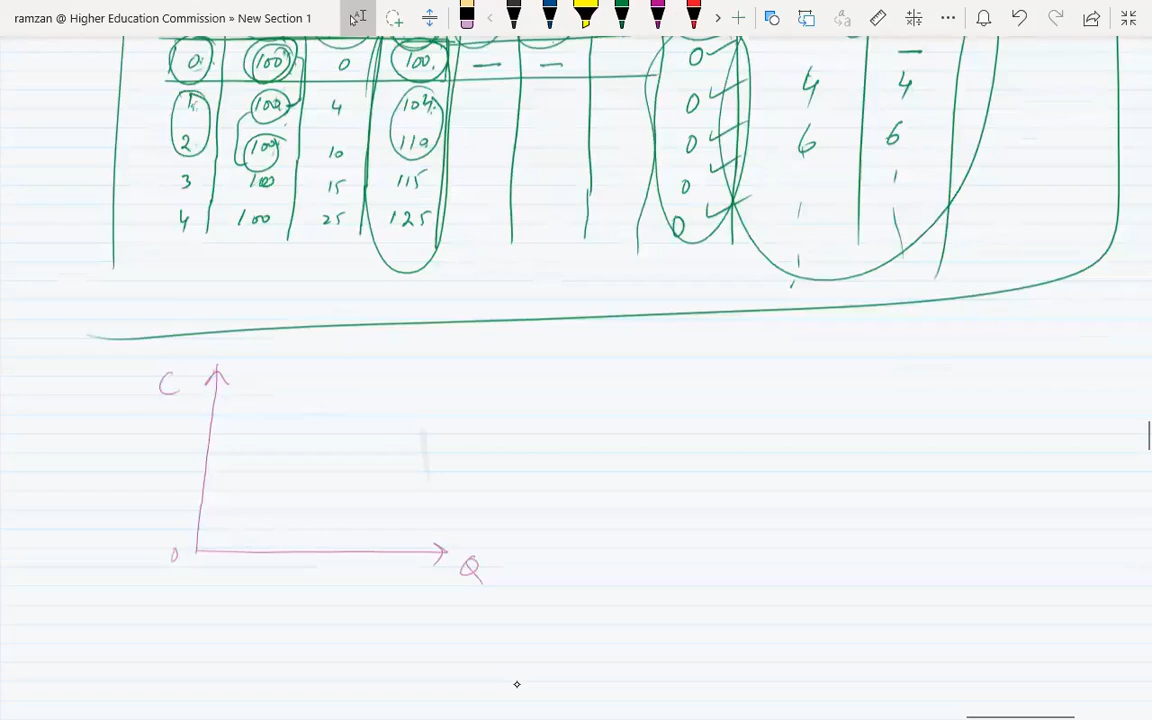 ramzan @ Higher Education Commission » New Section 1
0 100 0 100 — — 0 —
1 100 4 104 0 4 4
2 100 10 110 0 6 6
3 100 15 115 0
4 100 25 125 0
C
0
Q